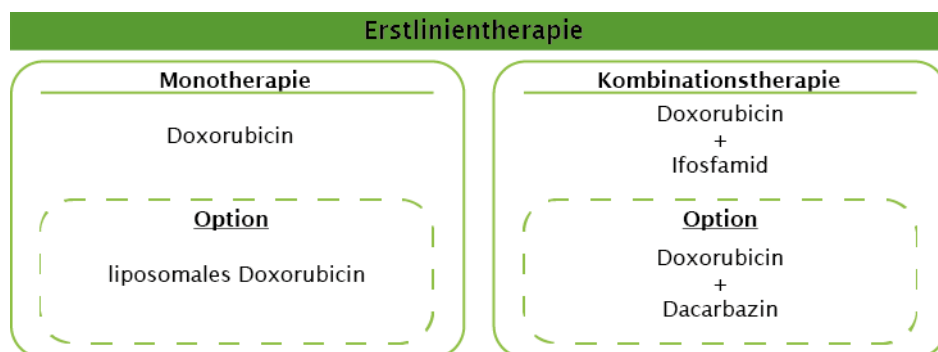 Erstlinientherapie
Monotherapie
Doxorubicin
Option
liposomales Doxorubicin
Kombinationstherapie
Doxorubicin
+
Ifosfamid
Option
Doxorubicin
+
Dacarbazin